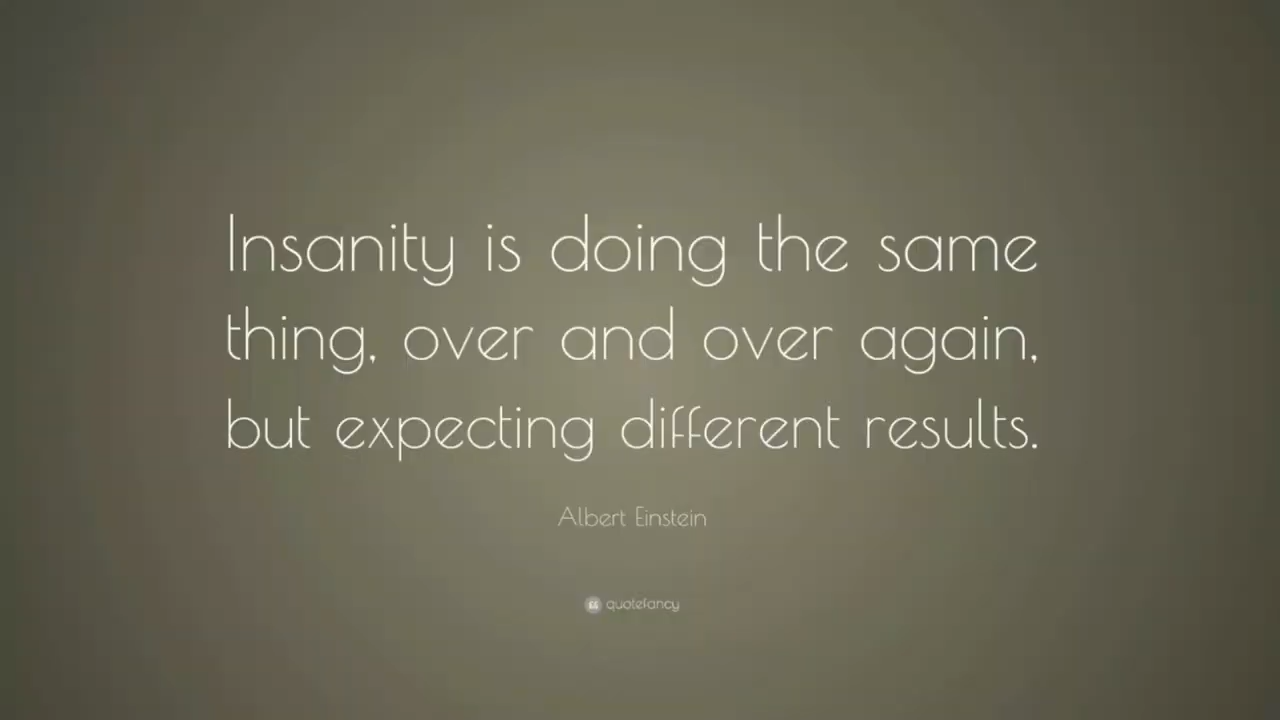 Insanity is doing the same
thing, over and over again,
but expecting different results.
Albert Einstein
quotefancy